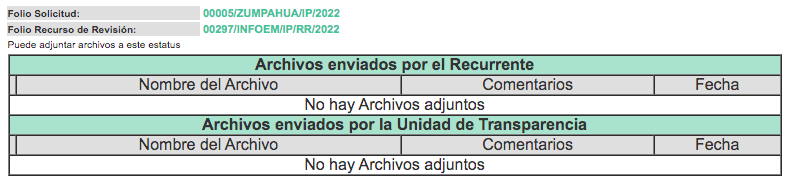 Folio Solicitud: 00005/ZUMPAHUA/IP/2022
Folio Recurso de Revisión: 00297/INFOEM/IP/RR/2022
Puede adjuntar archivos a este estatus
Archivos enviados por el Recurrente
Nombre del Archivo Comentarios Fecha
No hay Archivos adjuntos
Archivos enviados por la Unidad de Transparencia
Nombre del Archivo Comentarios Fecha
No hay Archivos adjuntos